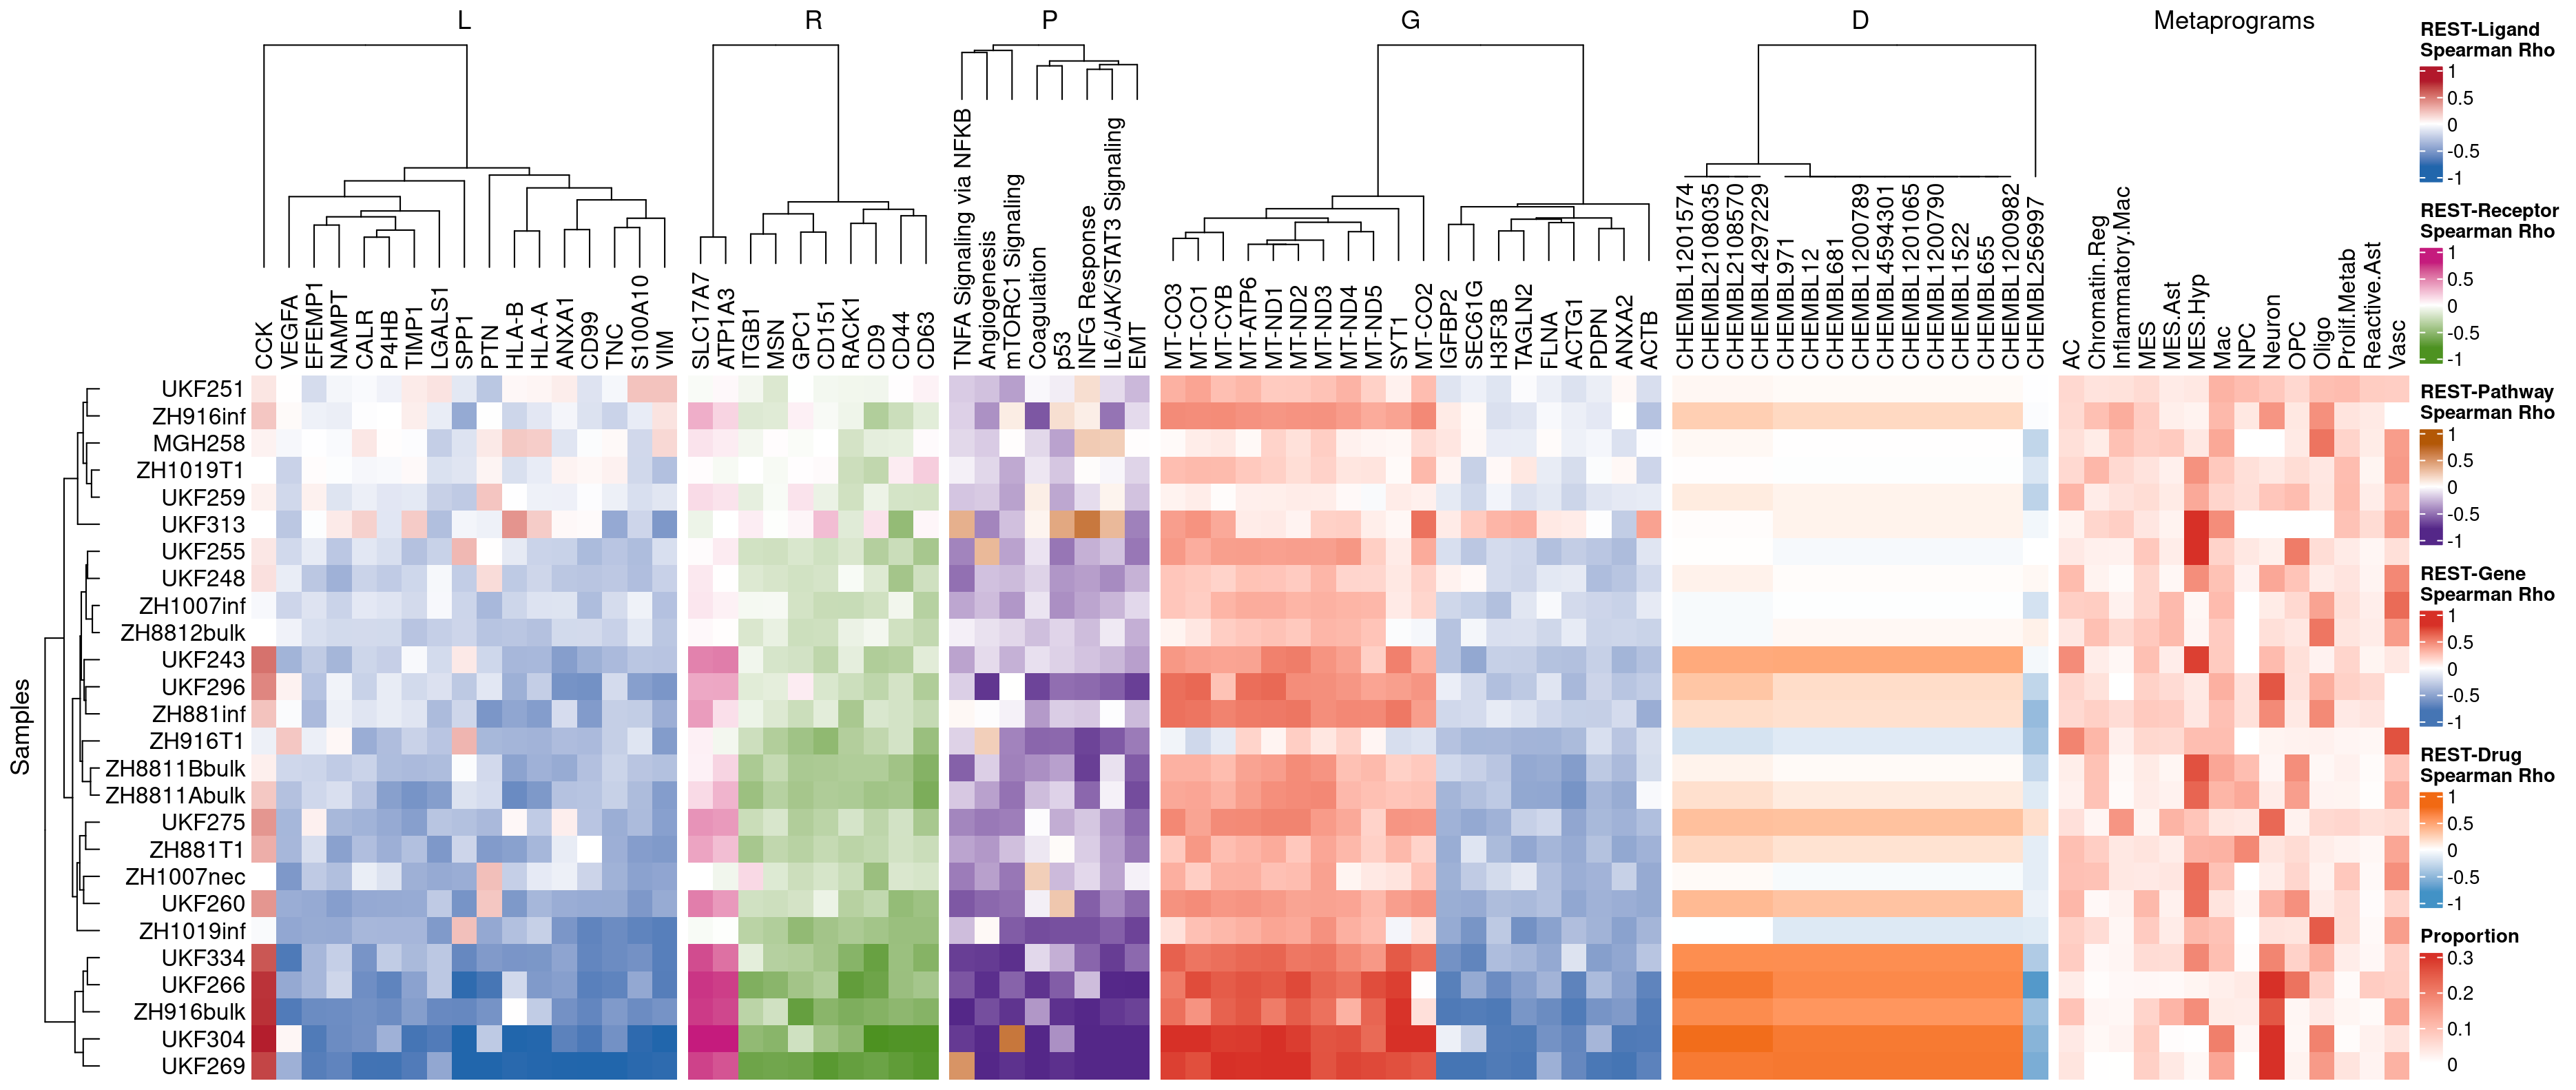 L
R
P
G
D
Metaprograms
CCK
VEGFA
EFEMP1
NAMPT
CALR
P4HB
TIMP1
LGALS1
SPP1
PTN
HLA-B
HLA-A
ANXA1
CD99
TNC
S100A10
VIM
SLC17A7
ATP1A3
ITGB1
MSN
GPC1
CD151
RACK1
CD9
CD44
CD63
TNFA Signaling via NFKB
Angiogenesis
mTORC1 Signaling
Coagulation
p53
INFG Response
IL6/JAK/STAT3 Signaling
EMT
MT-CO3
MT-CO1
MT-CYB
MT-ATP6
MT-ND1
MT-ND2
MT-ND3
MT-ND4
MT-ND5
SYT1
MT-CO2
IGFBP2
SEC61G
H3F3B
TAGLN2
FLNA
ACTG1
PDPN
ANXA2
ACTB
CHEMBL1201574
CHEMBL2108035
CHEMBL2108570
CHEMBL4297229
CHEMBL971
CHEMBL12
CHEMBL681
CHEMBL1200789
CHEMBL4594301
CHEMBL1201065
CHEMBL1200790
CHEMBL1522
CHEMBL655
CHEMBL1200982
CHEMBL256997
AC
Chromatin.Reg
Inflammatory.Mac
MES
MES.Ast
MES.Hyp
Mac
NPC
Neuron
OPC
Oligo
Prolif.Metab
Reactive.Ast
Vasc
Samples
UKF251
ZH916inf
MGH258
ZH1019T1
UKF259
UKF313
UKF255
UKF248
ZH1007inf
ZH8812bulk
UKF243
UKF296
ZH881inf
ZH916T1
ZH8811Bbulk
ZH8811Abulk
UKF275
ZH881T1
ZH1007nec
UKF260
ZH1019inf
UKF334
UKF266
ZH916bulk
UKF304
UKF269
REST-Ligand
Spearman Rho
1
0.5
0
-0.5
-1
REST-Receptor
Spearman Rho
1
0.5
0
-0.5
-1
REST-Pathway
Spearman Rho
1
0.5
0
-0.5
-1
REST-Gene
Spearman Rho
1
0.5
0
-0.5
-1
REST-Drug
Spearman Rho
1
0.5
0
-0.5
-1
Proportion
0.3
0.2
0.1
0